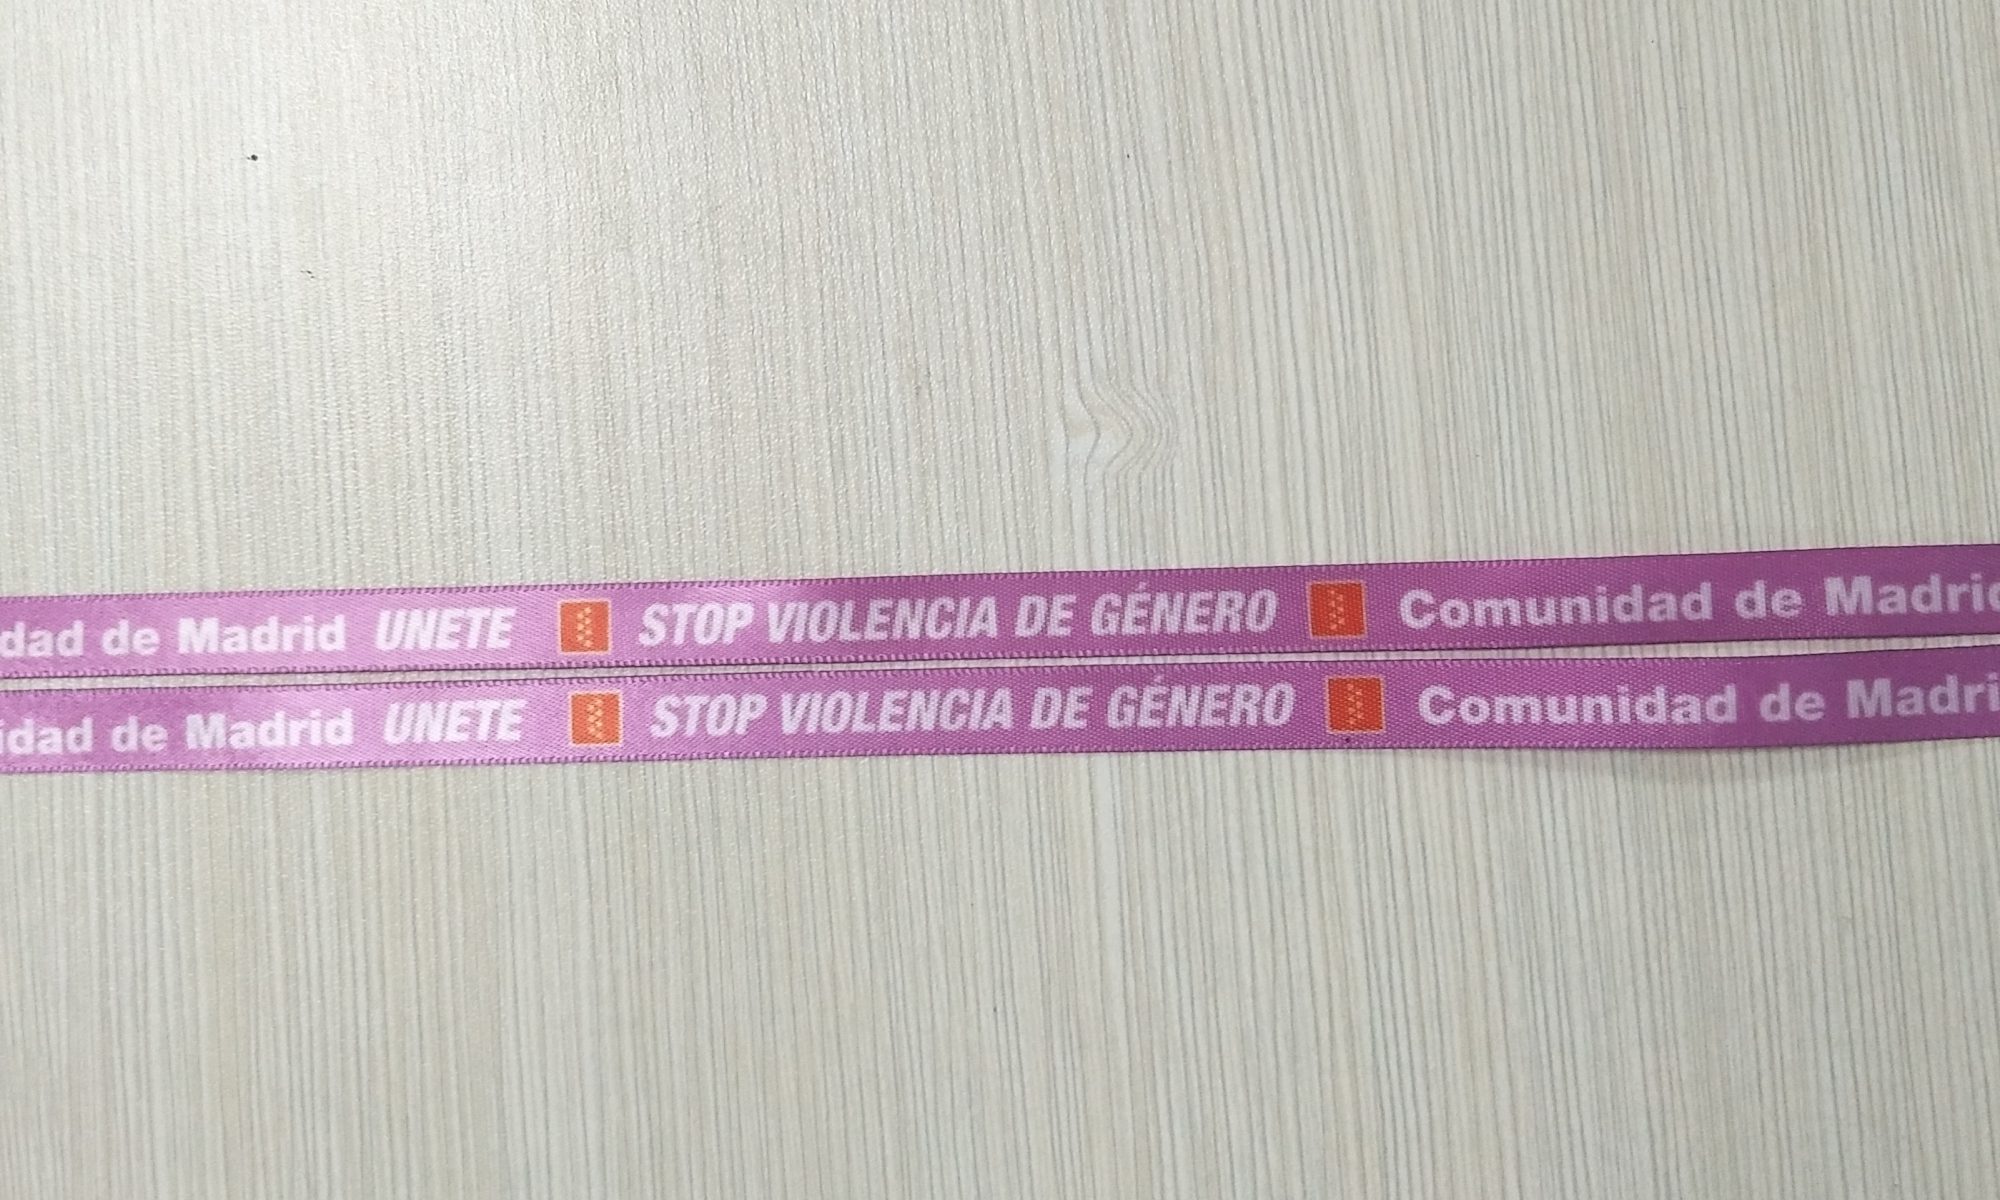 dad de Madrid UNETE STOP VIOLENCIA DE GÉNERO Comunidad de Madrid
idad de Madrid UNETE STOP VIOLENCIA DE GÉNERO Comunidad de Madri